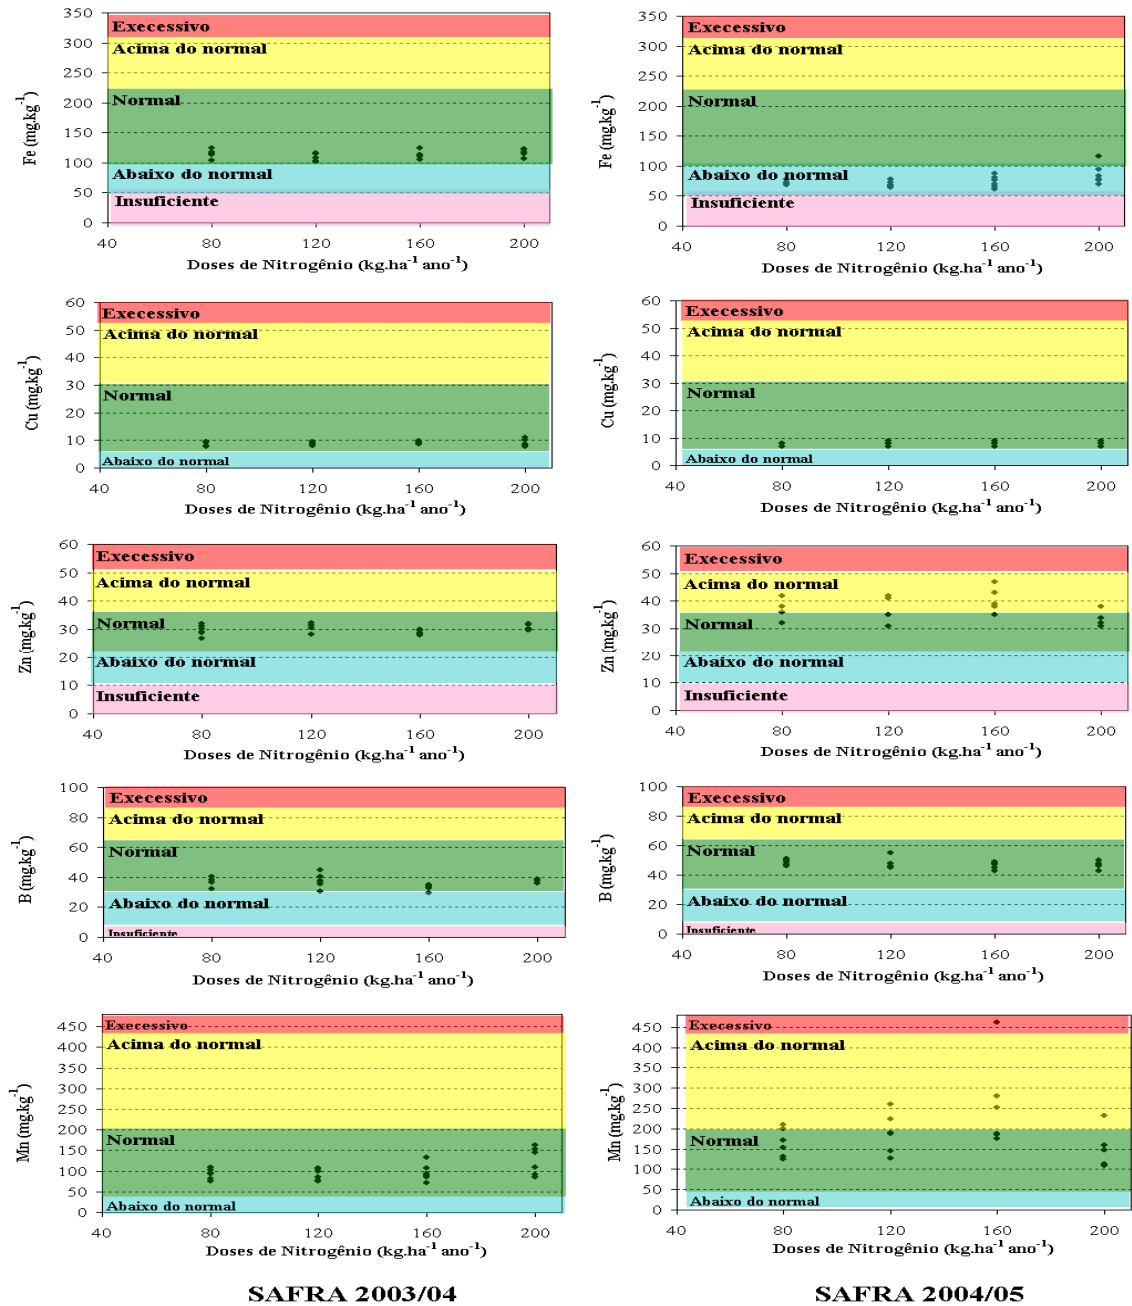 350
300
250
200
150
100
50
0
Fe (mg.kg-1)
Execessivo
Acima do normal
Normal
Abaixo do normal
Insuficiente
40 80 120 160 200
Doses de Nitrogênio (kg.ha-1 ano-1)
350
300
250
200
150
100
50
0
Fe (mg.kg-1)
Execessivo
Acima do normal
Normal
Abaixo do normal
Insuficiente
40 80 120 160 200
Doses de Nitrogênio (kg.ha-1 ano-1)
60
50
40
30
20
10
0
Cu (mg.kg-1)
Execessivo
Acima do normal
Normal
Abaixo do normal
40 80 120 160 200
Doses de Nitrogênio (kg.ha-1 ano-1)
60
50
40
30
20
10
0
Cu (mg.kg-1)
Execessivo
Acima do normal
Normal
Abaixo do normal
40 80 120 160 200
Doses de Nitrogênio (kg.ha-1 ano-1)
60
50
40
30
20
10
0
Zn (mg.kg-1)
Execessivo
Acima do normal
Normal
Abaixo do normal
Insuficiente
40 80 120 160 200
Doses de Nitrogênio (kg.ha-1 ano-1)
60
50
40
30
20
10
0
Zn (mg.kg-1)
Execessivo
Acima do normal
Normal
Abaixo do normal
Insuficiente
40 80 120 160 200
Doses de Nitrogênio (kg.ha-1 ano-1)
100
80
60
40
20
0
B (mg.kg-1)
Execessivo
Acima do normal
Normal
Abaixo do normal
Insuficiente
40 80 120 160 200
Doses de Nitrogênio (kg.ha-1 ano-1)
100
80
60
40
20
0
B (mg.kg-1)
Execessivo
Acima do normal
Normal
Abaixo do normal
Insuficiente
40 80 120 160 200
Doses de Nitrogênio (kg.ha-1 ano-1)
450
400
350
300
250
200
150
100
50
0
Mn (mg.kg-1)
Execessivo
Acima do normal
Normal
Abaixo do normal
40 80 120 160 200
Doses de Nitrogênio (kg.ha-1 ano-1)
450
400
350
300
250
200
150
100
50
0
Mn (mg.kg-1)
Execessivo
Acima do normal
Normal
Abaixo do normal
40 80 120 160 200
Doses de Nitrogênio (kg.ha-1 ano-1)
SAFRA 2003/04
SAFRA 2004/05